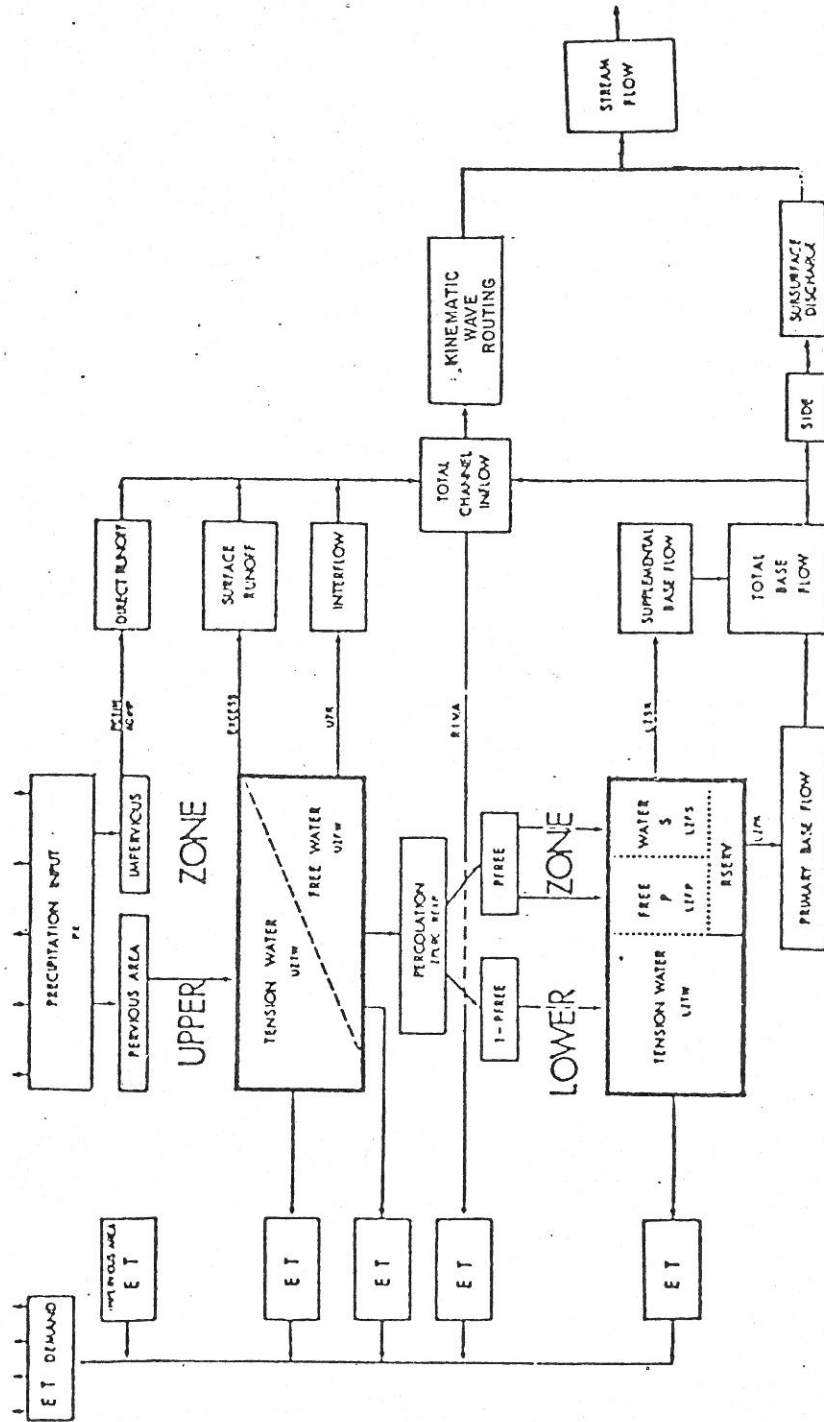 E T DEMAND
PRECIPITATION INPUT
PX
E T
PERVIOUS AREA
IMPERVIOUS
DIRECT RUNOFF
UPPER
ZONE
EXCESS
SURFACE
RUNOFF
E T
TENSION WATER
UZTW
FREE WATER
UZFW
UZK
INTERFLOW
E T
PERCOLATION
E T
RIVA
TOTAL
CHANNEL
INFLOW
KINEMATIC
WAVE
ROUTING
STREAM
FLOW
1-PFREE
PFREE
LOWER
ZONE
E T
TENSION WATER
LZTW
FREE
P
LZFP
WATER
S
LZFS
RSERV
LZSK
SUPPLEMENTAL
BASE FLOW
LZPK
PRIMARY BASE FLOW
TOTAL
BASE
FLOW
SIDE
SUBSURFACE
DISCHARGE